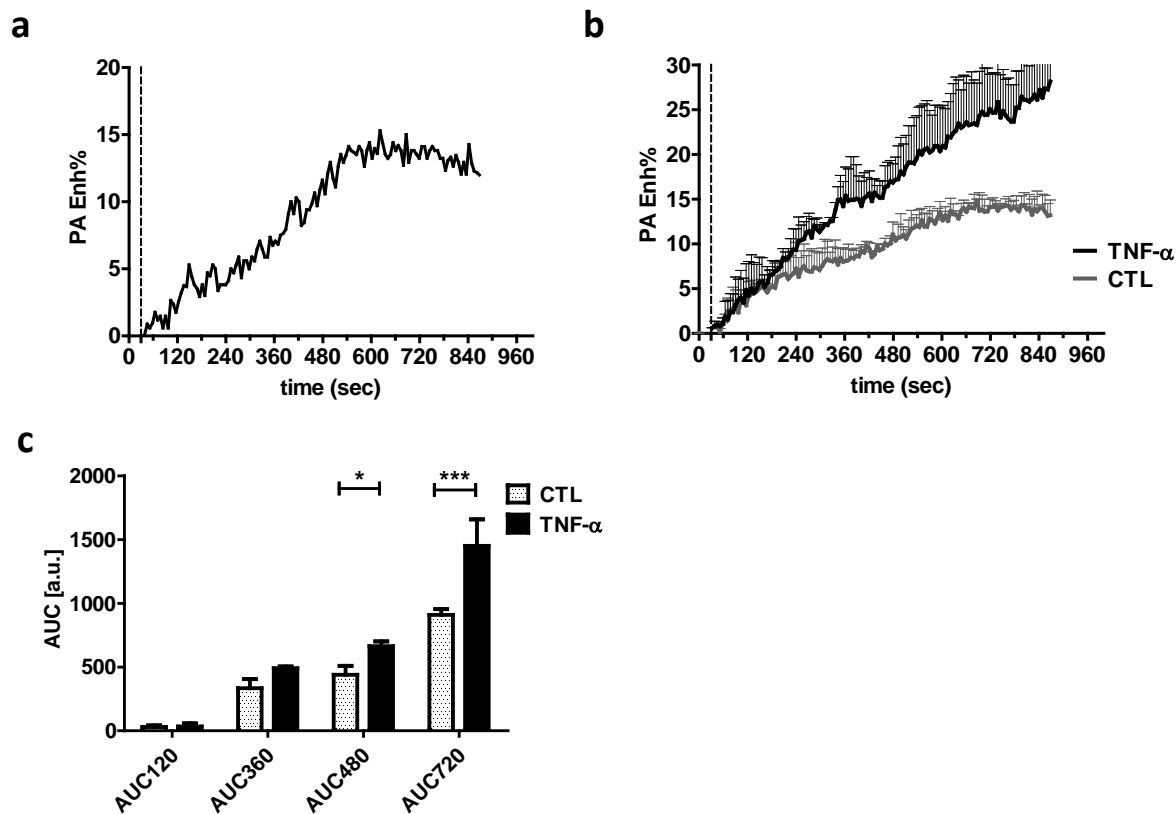 a
20
15
10
5
0
PA Enh%
0 120 240 360 480 600 720 840 960
time (sec)
b
30
25
20
15
10
5
0
PA Enh%
0 120 240 360 480 600 720 840 960
time (sec)
TNF-α
CTL
c
2000
1500
1000
500
0
AUC [a.u.]
* ***
CTL
TNF-α
AUC120 AUC360 AUC480 AUC720